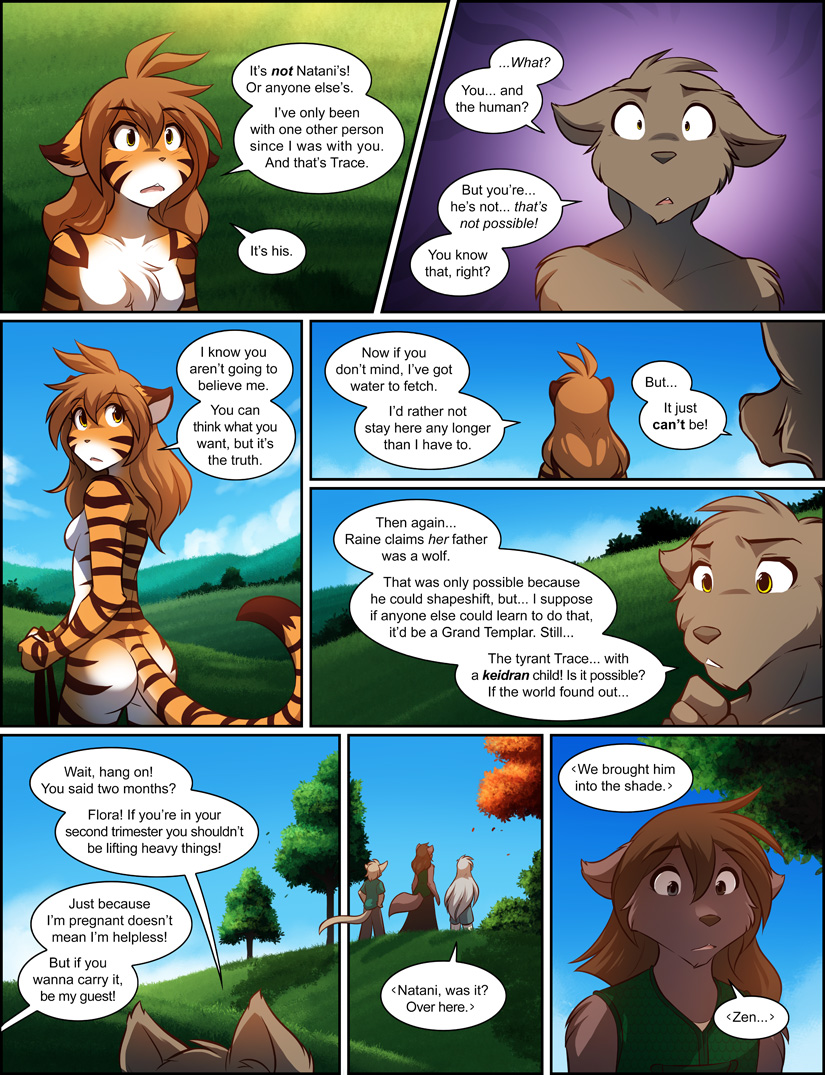 It's not Natani's!
Or anyone else's.
I've only been
with one other person
since I was with you.
And that's Trace.
It's his.
...What?
You... and
the human?
But you're...
he's not... that's
not possible!
You know
that, right?
I know you
aren't going to
believe me.
You can
think what you
want, but it's
the truth.
Now if you
don't mind, I've got
water to fetch.
I'd rather not
stay here any longer
than I have to.
But...
It just
can't be!
Then again...
Raine claims her father
was a wolf.
That was only possible because
he could shapeshift, but... I suppose
if anyone else could learn to do that,
it'd be a Grand Templar. Still...
The tyrant Trace... with
a keidran child! Is it possible?
If the world found out...
Wait, hang on!
You said two months?
Flora! If you're in your
second trimester you shouldn't
be lifting heavy things!
Just because
I'm pregnant doesn't
mean I'm helpless!
But if you
wanna carry it,
be my guest!
‹Natani, was it?
Over here.›
‹We brought him
into the shade.›
‹Zen...›